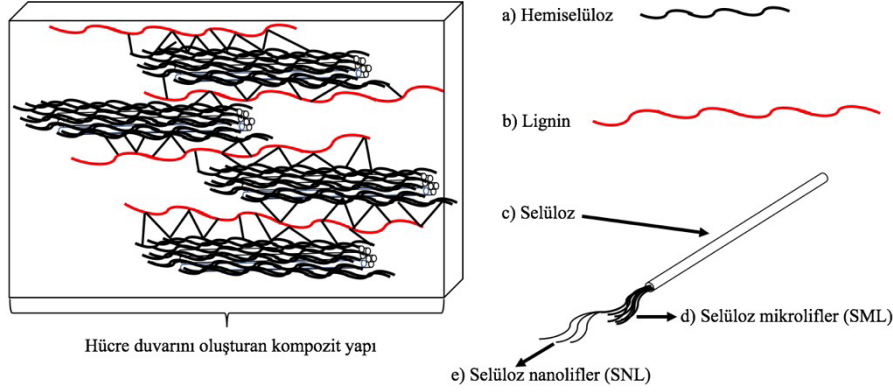 a) Hemiselüloz
b) Lignin
c) Selüloz
d) Selüloz mikrolifler (SML)
e) Selüloz nanolifler (SNL)
Hücre duvarını oluşturan kompozit yapı